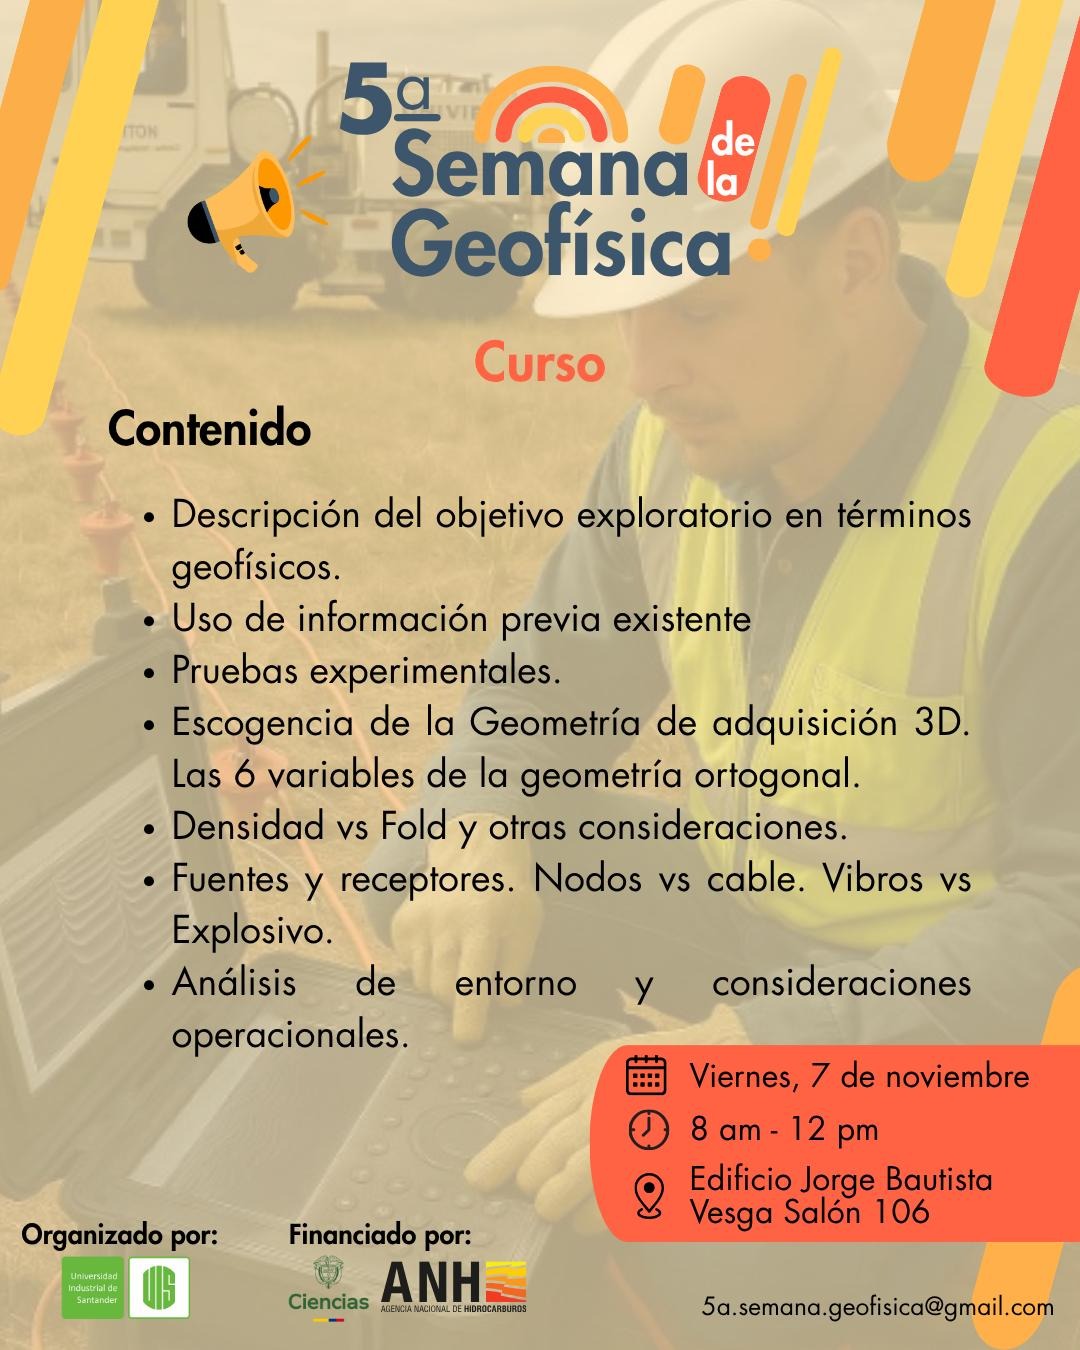 5ª
Semana de la
Geofísica
Curso
Contenido
• Descripción del objetivo exploratorio en términos
geofísicos.
• Uso de información previa existente
• Pruebas experimentales.
• Escogencia de la Geometría de adquisición 3D.
Las 6 variables de la geometría ortogonal.
• Densidad vs Fold y otras consideraciones.
• Fuentes y receptores. Nodos vs cable. Vibros vs
Explosivo.
• Análisis de entorno y consideraciones
operacionales.
Viernes, 7 de noviembre
8 am - 12 pm
Edificio Jorge Bautista
Vesga Salón 106
Organizado por:
Universidad
Industrial de
Santander
UIS
Financiado por:
Ciencias
ANH
AGENCIA NACIONAL DE HIDROCARBUROS
5a.semana.geofisica@gmail.com